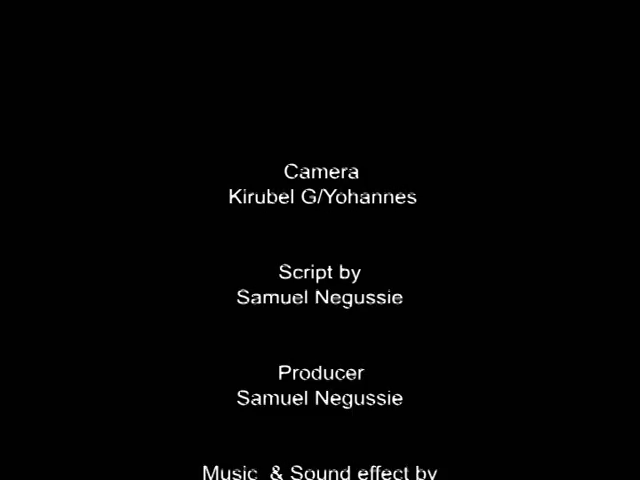 Camera
Kirubel G/Yohannes
Script by
Samuel Negussie
Producer
Samuel Negussie
Music & Sound effect by